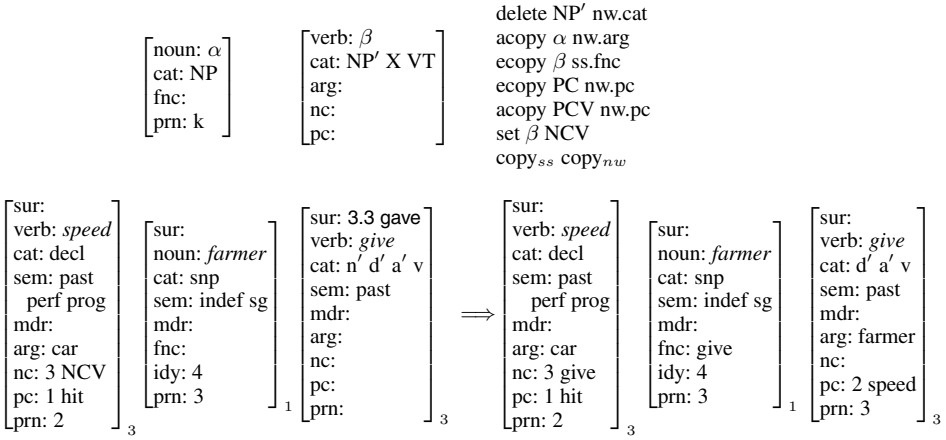 delete NP′ nw.cat
[noun: α] [verb: β] acopy α nw.arg
cat: NP cat: NP′ X VT ecopy β ss.fnc
fnc: arg: ecopy PC nw.pc
prn: k nc: acopy PCV nw.pc
pc: set β NCV
copy_ss copy_nw
sur:
verb: speed
cat: decl
sem: past
perf prog
mdr:
arg: car
nc: 3 NCV
pc: 1 hit
prn: 2
3
sur:
noun: farmer
cat: snp
sem: indef sg
mdr:
fnc:
idy: 4
prn: 3
1
sur: 3.3 gave
verb: give
cat: n′ d′ a′ v
sem: past
mdr:
arg:
nc:
pc:
prn:
3
⟹
sur:
verb: speed
cat: decl
sem: past
perf prog
mdr:
arg: car
nc: 3 give
pc: 1 hit
prn: 2
3
sur:
noun: farmer
cat: snp
sem: indef sg
mdr:
fnc: give
idy: 4
prn: 3
1
sur:
verb: give
cat: d′ a′ v
sem: past
mdr:
arg: farmer
nc:
pc: 2 speed
prn: 3
3